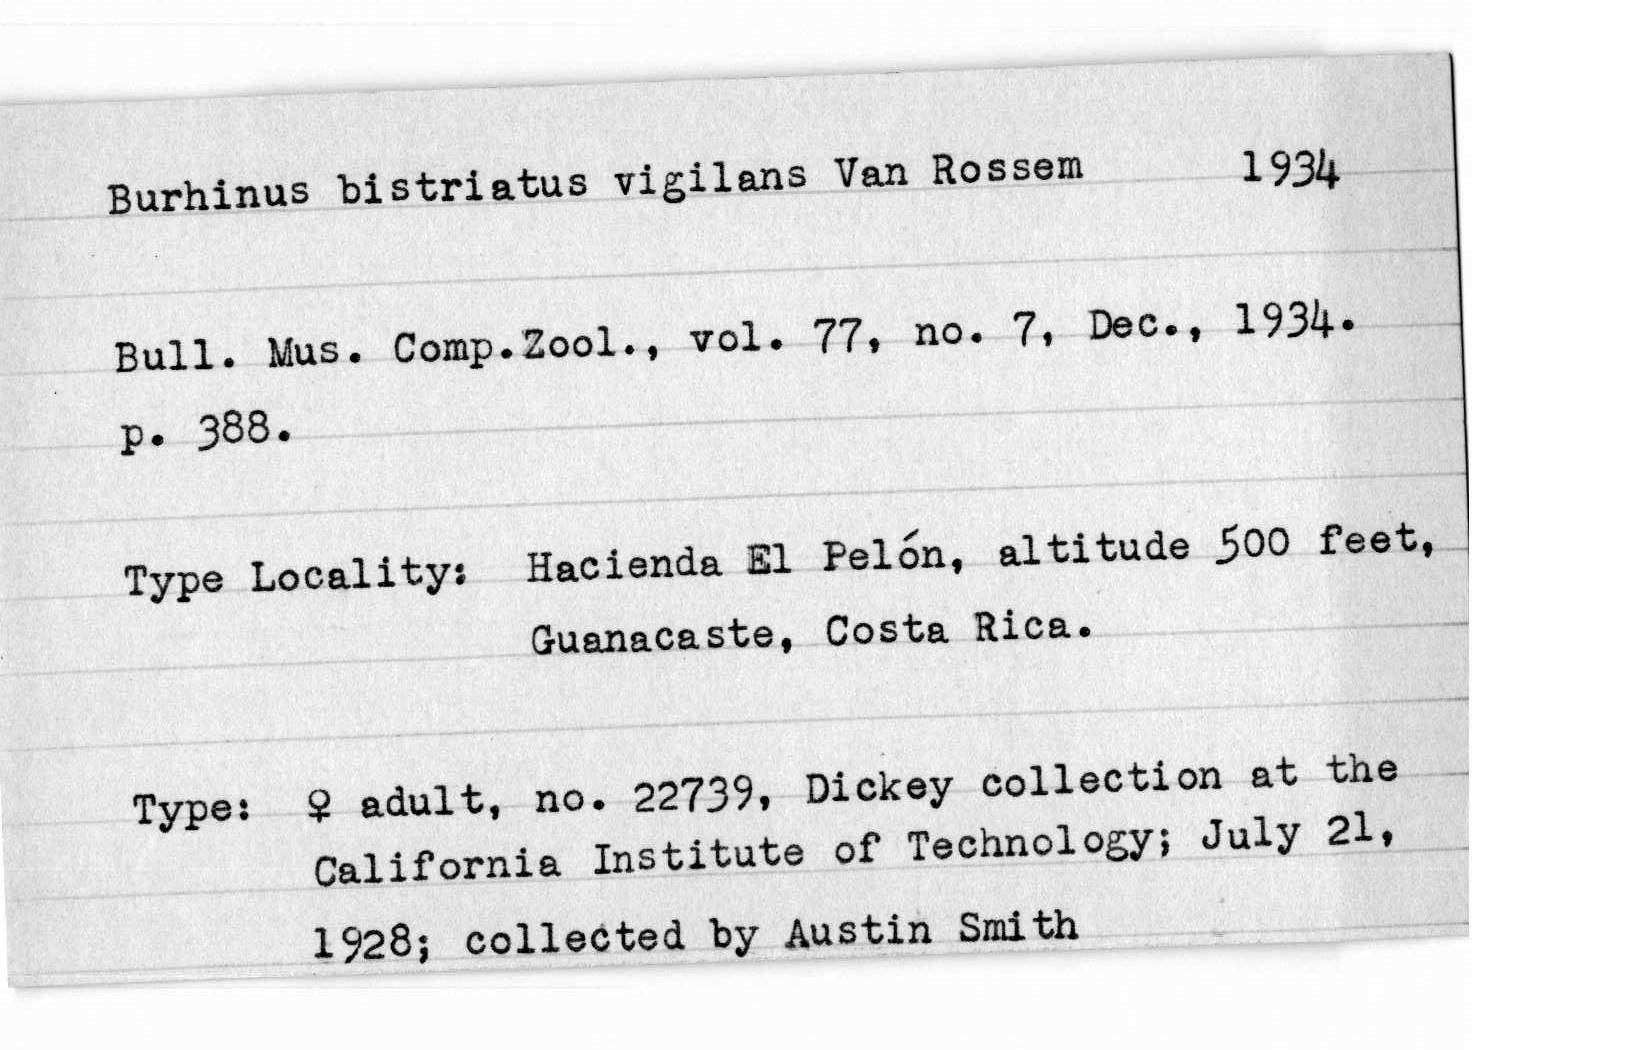 Burhinus bistriatus vigilans Van Rossem 1934
Bull. Mus. Comp.Zool., vol. 77, no. 7, Dec., 1934.
p. 388.
Type Locality: Hacienda El Pelón, altitude 500 feet,
Guanacaste, Costa Rica.
Type: ♀ adult, no. 22739, Dickey collection at the
California Institute of Technology; July 21,
1928; collected by Austin Smith